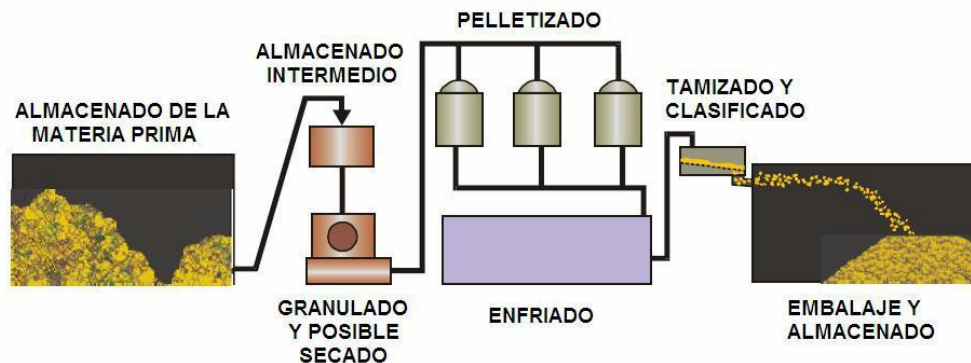 ALMACENADO DE LA
MATERIA PRIMA
ALMACENADO
INTERMEDIO
GRANULADO
Y POSIBLE
SECADO
PELLETIZADO
ENFRIADO
TAMIZADO Y
CLASIFICADO
EMBALAJE Y
ALMACENADO